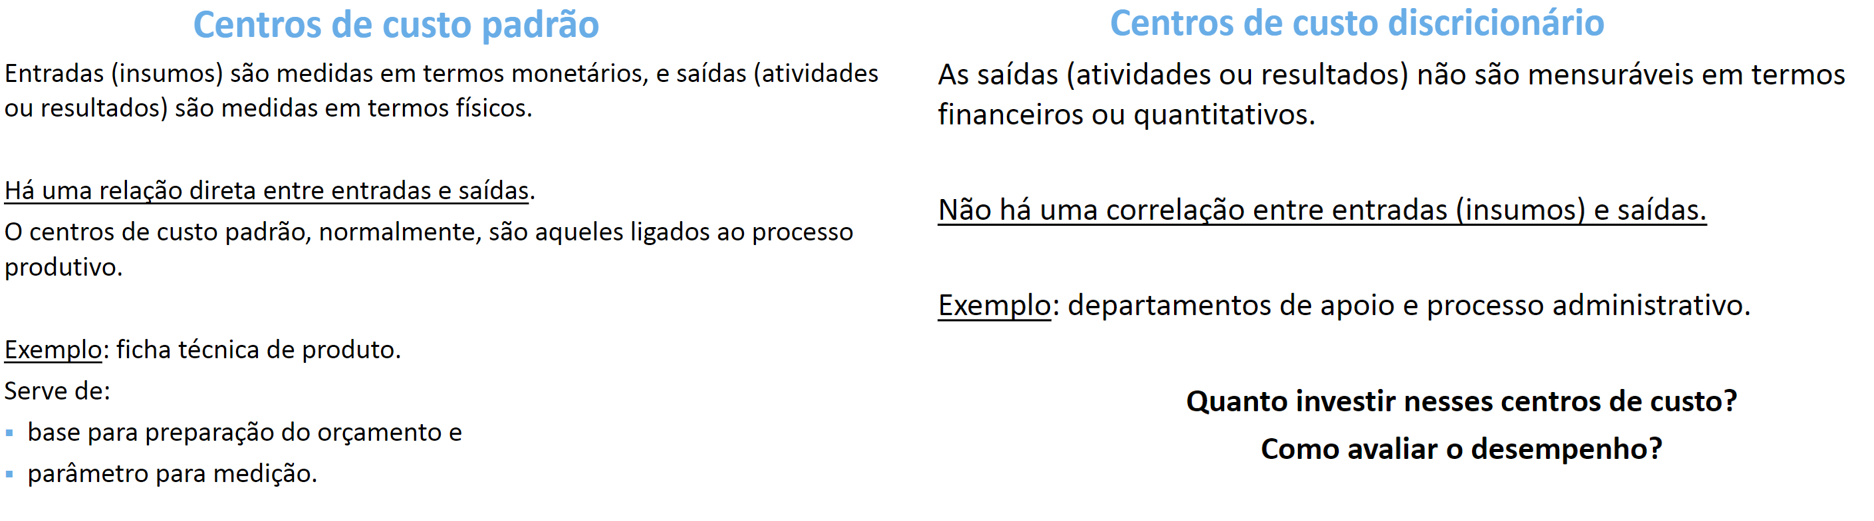 Centros de custo padrão
Entradas (insumos) são medidas em termos monetários, e saídas (atividades
ou resultados) são medidas em termos físicos.
Há uma relação direta entre entradas e saídas.
O centros de custo padrão, normalmente, são aqueles ligados ao processo
produtivo.
Exemplo: ficha técnica de produto.
Serve de:
▪ base para preparação do orçamento e
▪ parâmetro para medição.
Centros de custo discricionário
As saídas (atividades ou resultados) não são mensuráveis em termos
financeiros ou quantitativos.
Não há uma correlação entre entradas (insumos) e saídas.
Exemplo: departamentos de apoio e processo administrativo.
Quanto investir nesses centros de custo?
Como avaliar o desempenho?